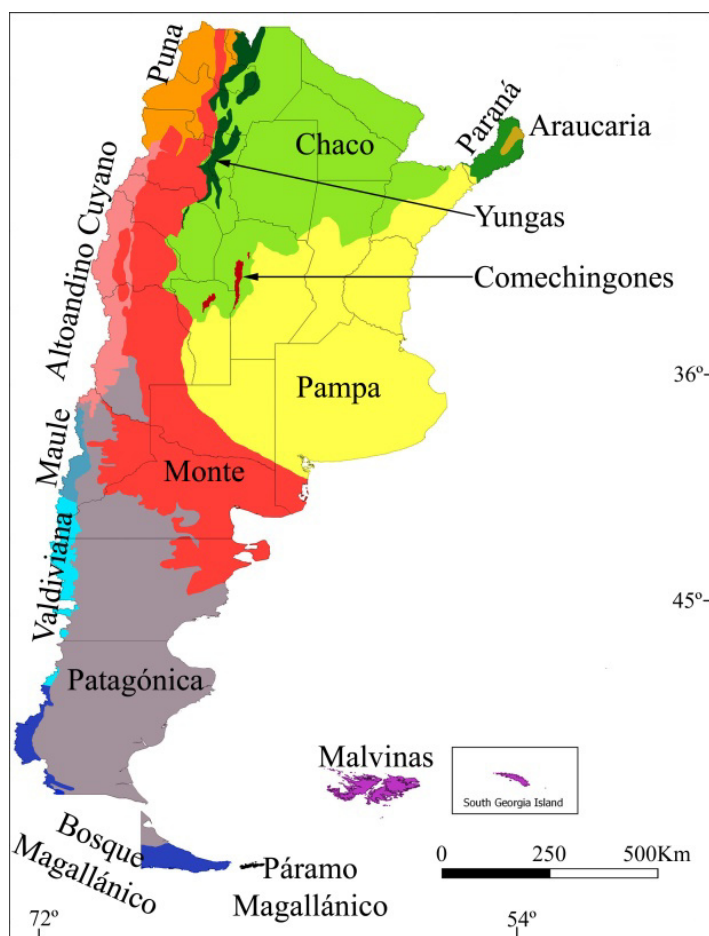 Puna
Chaco
Paraná
Araucaria
Yungas
Altoandino Cuyano
Comechingones
36º
Pampa
Maule
Monte
Valdiviana
45º
Patagónica
Malvinas
South Georgia Island
Bosque
Magallánico
Páramo
Magallánico
0 250 500Km
72º
54º